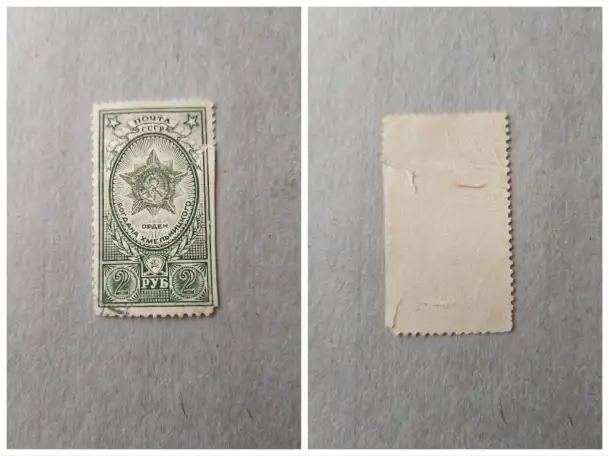 ПОЧТА
СССР
ОРДЕН
БОГДАНА ХМЕЛЬНИЦКОГО
2 РУБ 2